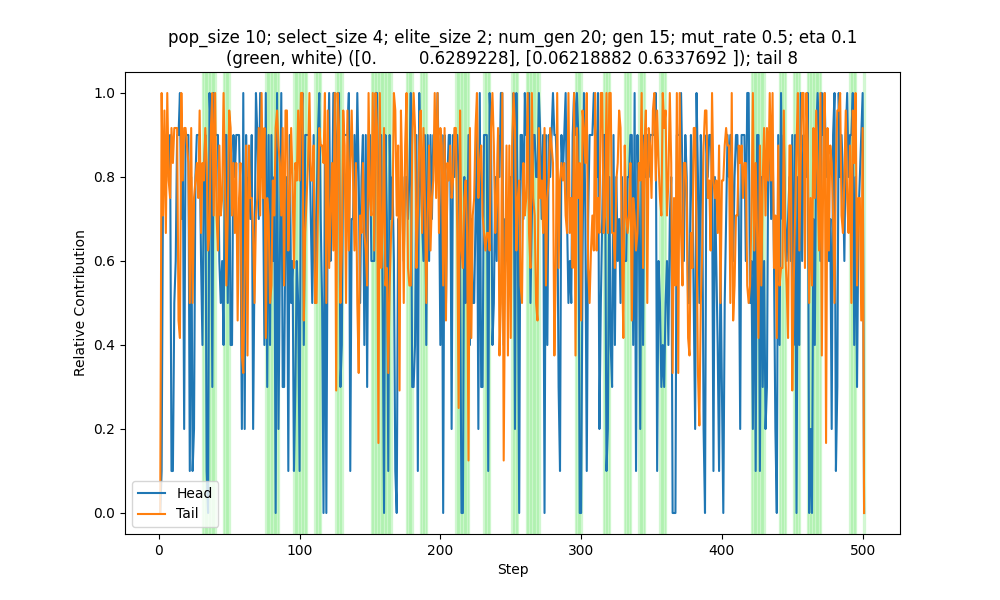 pop_size 10; select_size 4; elite_size 2; num_gen 20; gen 15; mut_rate 0.5; eta 0.1
(green, white) ([0. 0.6289228], [0.06218882 0.6337692 ]); tail 8
1.0
0.8
0.6
0.4
0.2
0.0
Relative Contribution
Head
Tail
0 100 200 300 400 500
Step